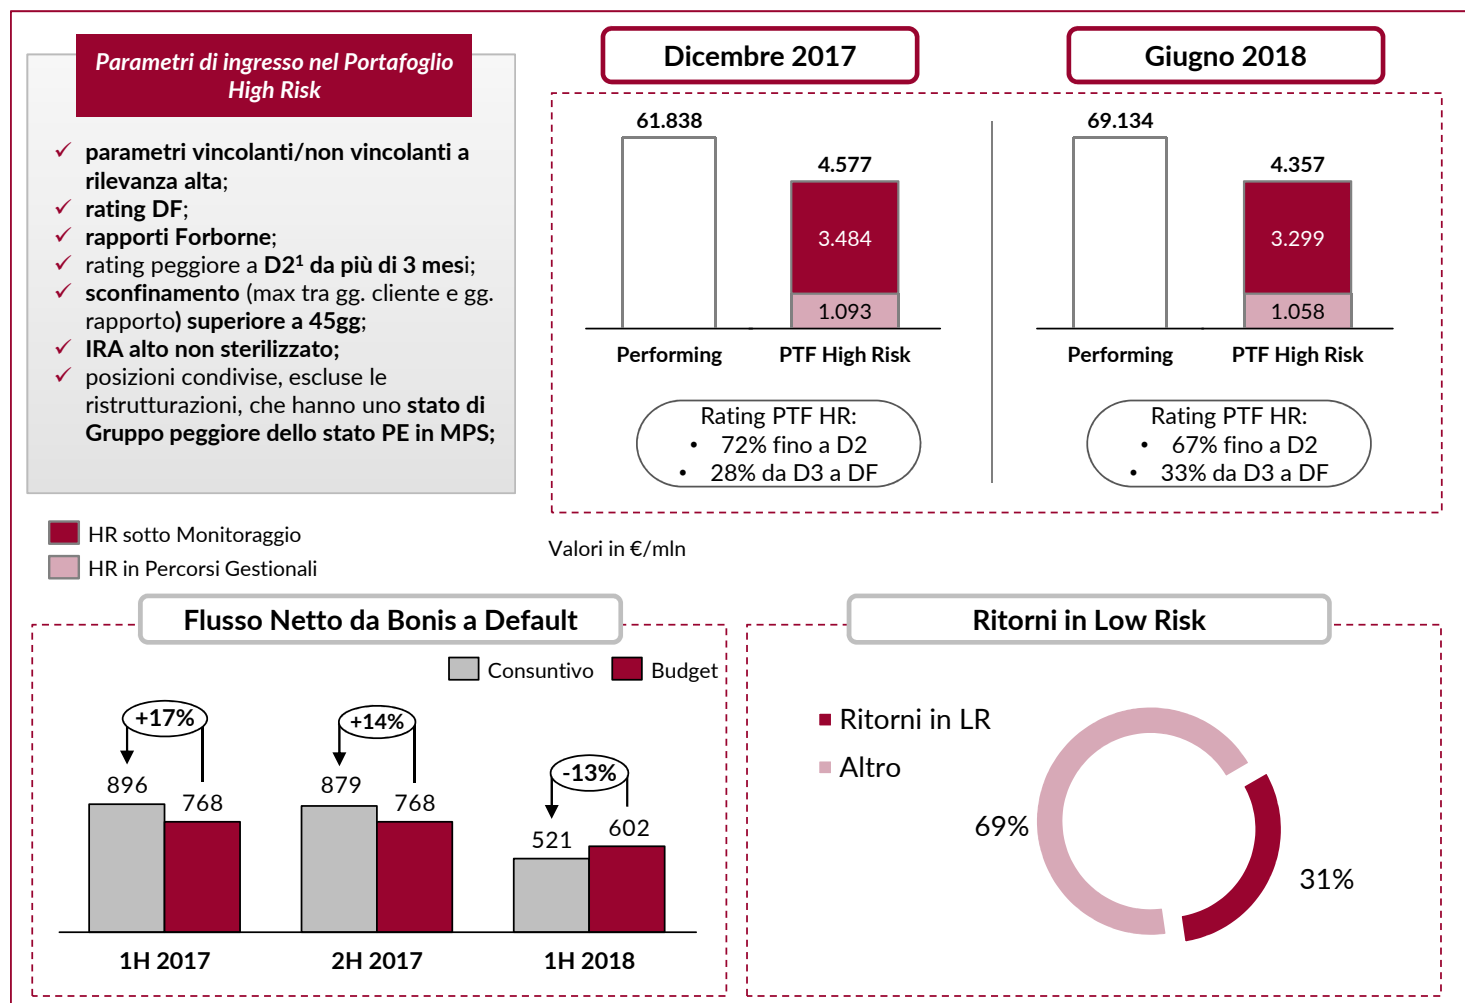 Parametri di ingresso nel Portafoglio
High Risk
✓ parametri vincolanti/non vincolanti a
rilevanza alta;
✓ rating DF;
✓ rapporti Forborne;
✓ rating peggiore a D2¹ da più di 3 mesi;
✓ sconfinamento (max tra gg. cliente e gg.
rapporto) superiore a 45gg;
✓ IRA alto non sterilizzato;
✓ posizioni condivise, escluse le
ristrutturazioni, che hanno uno stato di
Gruppo peggiore dello stato PE in MPS;
HR sotto Monitoraggio
HR in Percorsi Gestionali
Dicembre 2017
61.838
4.577
3.484
1.093
Performing
PTF High Risk
Rating PTF HR:
• 72% fino a D2
• 28% da D3 a DF
Giugno 2018
69.134
4.357
3.299
1.058
Performing
PTF High Risk
Rating PTF HR:
• 67% fino a D2
• 33% da D3 a DF
Valori in €/mln
Flusso Netto da Bonis a Default
Consuntivo
Budget
+17%
896
768
+14%
879
768
-13%
521
602
1H 2017
2H 2017
1H 2018
Ritorni in Low Risk
Ritorni in LR
Altro
69%
31%